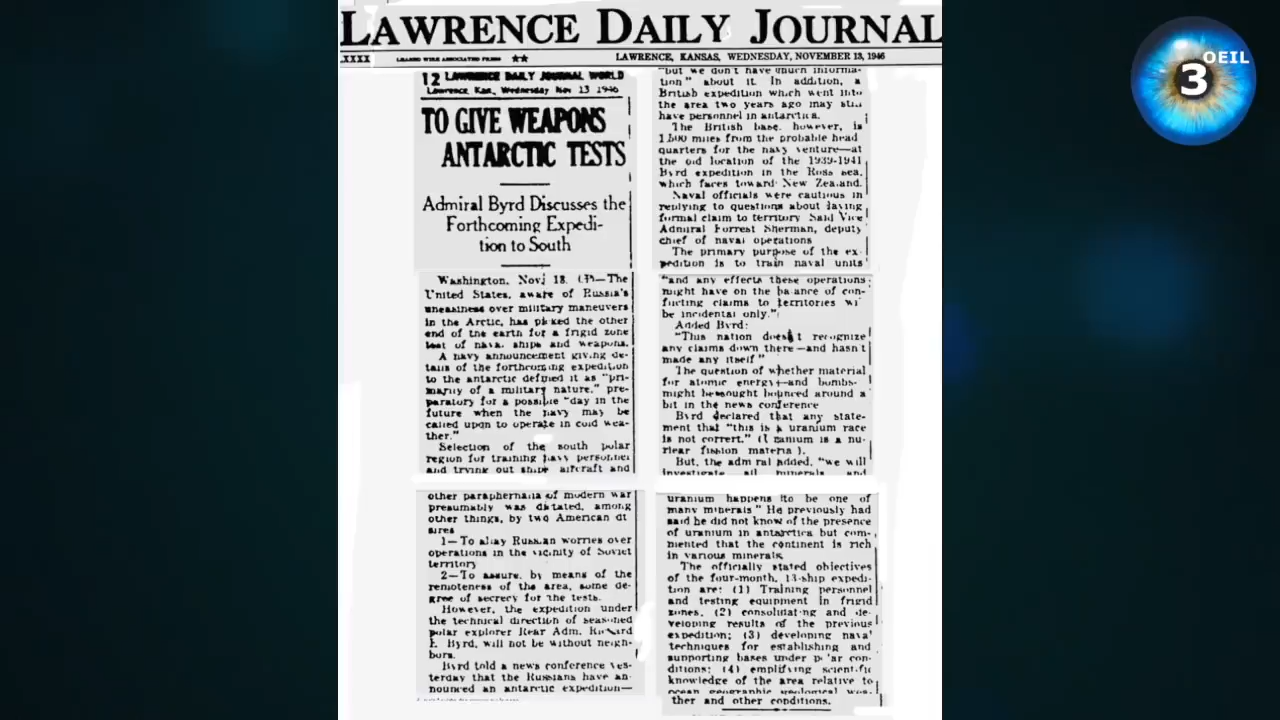 LAWRENCE DAILY JOURNAL
LXXXX LEASED WIRE ASSOCIATED PRESS ★★ LAWRENCE, KANSAS, WEDNESDAY, NOVEMBER 13, 1946
3
OEIL
12 LAWRENCE DAILY JOURNAL WORLD
Lawrence, Kan., Wednesday Nov 13 1946
TO GIVE WEAPONS
ANTARCTIC TESTS
Admiral Byrd Discusses the
Forthcoming Expedi-
tion to South
Washington, Nov. 18. (P)—The
United States, aware of Russia's
uneasiness over military maneuvers
in the Arctic, has picked the other
end of the earth for a frigid zone
test of naval ships and weapons.
A navy announcement giving de-
tails of the forthcoming expedition
to the antarctic defined it as "pri-
marily of a military nature," pre-
paratory for a possible "day in the
future when the navy may be
called upon to operate in cold wea-
ther."
Selection of the south polar
region for training navy personnel
and trying out ships aircraft and
other paraphernalia of modern war
presumably was dictated, among
other things, by two American de-
sires
1—To allay Russian worries over
operations in the vicinity of Soviet
territory
2—To assure, by means of the
remoteness of the area, some de-
gree of secrecy for the tests.
However, the expedition under
the technical direction of seasoned
polar explorer Rear Adm. Richard
E. Byrd, will not be without neigh-
bors.
Byrd told a news conference yes-
terday that the Russians have an-
nounced an antarctic expedition—
"but we don't have much informa-
tion" about it. In addition, a
British expedition which went into
the area two years ago may still
have personnel in antarctica.
The British base, however, is
1,500 miles from the probable head
quarters for the navy venture—at
the old location of the 1939-1941
Byrd expedition in the Ross sea,
which faces toward New Zealand.
Naval officials were cautious in
replying to questions about laying
formal claim to territory Said Vice
Admiral Forrest Sherman, deputy
chief of naval operations
The primary purpose of the ex-
pedition is to train naval units
"and any effects these operations
might have on the balance of con-
flicting claims to territories wi'
be incidental only."
Added Byrd:
"This nation doesn't recognize
any claims down there—and hasn't
made any itself"
The question of whether material
for atomic energy—and bombs—
might be sought bounced around a
bit in the news conference
Byrd declared that any state-
ment that "this is a uranium race
is not correct." (Uranium is a nu-
clear fission material).
But, the admiral added, "we will
investigate all minerals and
uranium happens to be one of
many minerals" He previously had
said he did not know of the presence
of uranium in antarctica but com-
mented that the continent is rich
in various minerals.
The officially stated objectives
of the four-month, 13-ship expedi-
tion are: (1) Training personnel
and testing equipment in frigid
zones, (2) consolidating and de-
veloping results of the previous
expedition; (3) developing naval
techniques for establishing and
supporting bases under polar con-
ditions; (4) amplifying scientific
knowledge of the area relative to
ocean geographic geological wea-
ther and other conditions.